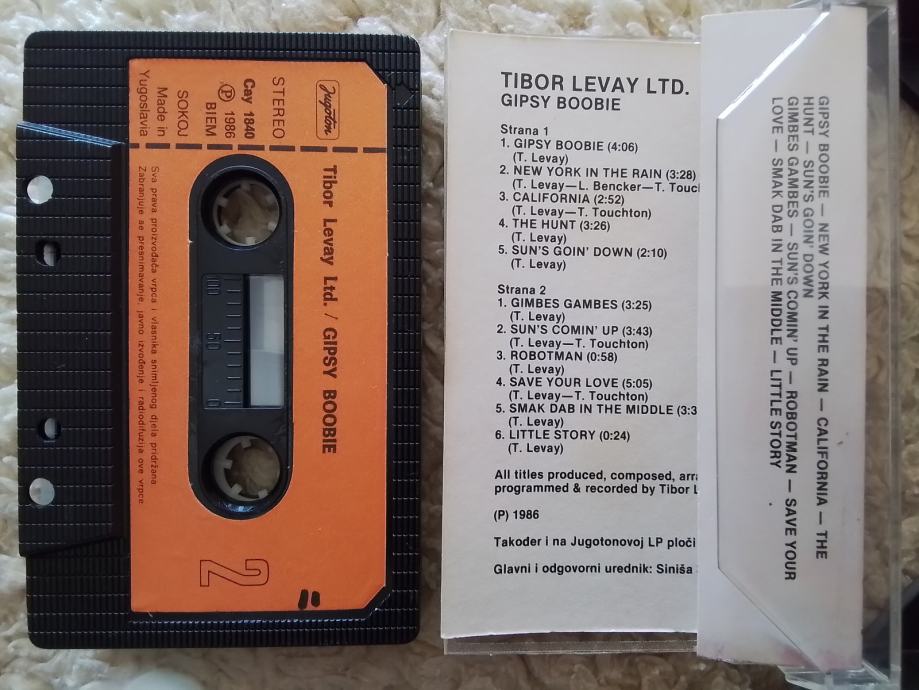 Jugoton
STEREO
Cay 1840
Ⓟ 1986
BIEM
SOKOJ
Made in
Yugoslavia
Tibor Levay Ltd. / GIPSY BOOBIE
100 50 0
Sva prava proizvođača vrpca i vlasnika snimljenog djela pridržana.
Zabranjuje se presnimavanje, javno izvođenje i radiodifuzija ove vrpce
2
TIBOR LEVAY LTD.
GIPSY BOOBIE
Strana 1
1. GIPSY BOOBIE (4:06)
(T. Levay)
2. NEW YORK IN THE RAIN (3:28)
(T. Levay—L. Bencker—T. Touc
3. CALIFORNIA (2:52)
(T. Levay—T. Touchton)
4. THE HUNT (3:26)
(T. Levay)
5. SUN'S GOIN' DOWN (2:10)
(T. Levay)
Strana 2
1. GIMBES GAMBES (3:25)
(T. Levay)
2. SUN'S COMIN' UP (3:43)
(T. Levay—T. Touchton)
3. ROBOTMAN (0:58)
(T. Levay)
4. SAVE YOUR LOVE (5:05)
(T. Levay—T. Touchton)
5. SMAK DAB IN THE MIDDLE (3:3
(T. Levay)
6. LITTLE STORY (0:24)
(T. Levay)
All titles produced, composed, arra
programmed & recorded by Tibor L
(P) 1986
Također i na Jugotonovoj LP ploči
Glavni i odgovorni urednik: Siniša
GIPSY BOOBIE — NEW YORK IN THE RAIN — CALIFORNIA — THE
HUNT — SUN'S GOIN' DOWN
GIMBES GAMBES — SUN'S COMIN' UP — ROBOTMAN — SAVE YOUR
LOVE — SMAK DAB IN THE MIDDLE — LITTLE STORY